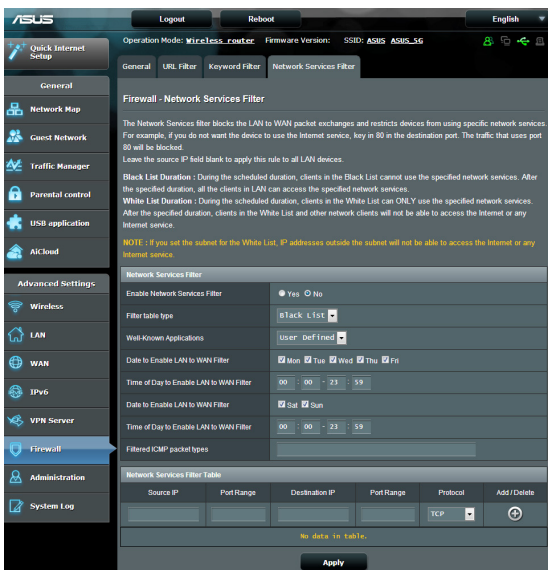 ASUS
Logout
Reboot
English
Quick Internet
Setup
Operation Mode: Wireless router Firmware Version: SSID: ASUS ASUS_5G
General
URL Filter
Keyword Filter
Network Services Filter
General
Network Map
Guest Network
Traffic Manager
Parental control
USB application
AiCloud
Advanced Settings
Wireless
LAN
WAN
IPv6
VPN Server
Firewall
Administration
System Log
Firewall - Network Services Filter
The Network Services filter blocks the LAN to WAN packet exchanges and restricts devices from using specific network services.
For example, if you do not want the device to use the Internet service, key in 80 in the destination port. The traffic that uses port
80 will be blocked.
Leave the source IP field blank to apply this rule to all LAN devices.
Black List Duration : During the scheduled duration, clients in the Black List cannot use the specified network services. After
the specified duration, all the clients in LAN can access the specified network services.
White List Duration : During the scheduled duration, clients in the White List can ONLY use the specified network services.
After the specified duration, clients in the White List and other network clients will not be able to access the Internet or any
Internet service.
NOTE : If you set the subnet for the White List, IP addresses outside the subnet will not be able to access the Internet or any
Internet service.
Network Services Filter
Enable Network Services Filter Yes No
Filter table type Black List
Well-Known Applications User Defined
Date to Enable LAN to WAN Filter Mon Tue Wed Thu Fri
Time of Day to Enable LAN to WAN Filter 00 : 00 - 23 : 59
Date to Enable LAN to WAN Filter Sat Sun
Time of Day to Enable LAN to WAN Filter 00 : 00 - 23 : 59
Filtered ICMP packet types
Network Services Filter Table
Source IP Port Range Destination IP Port Range Protocol Add / Delete
TCP
No data in table.
Apply